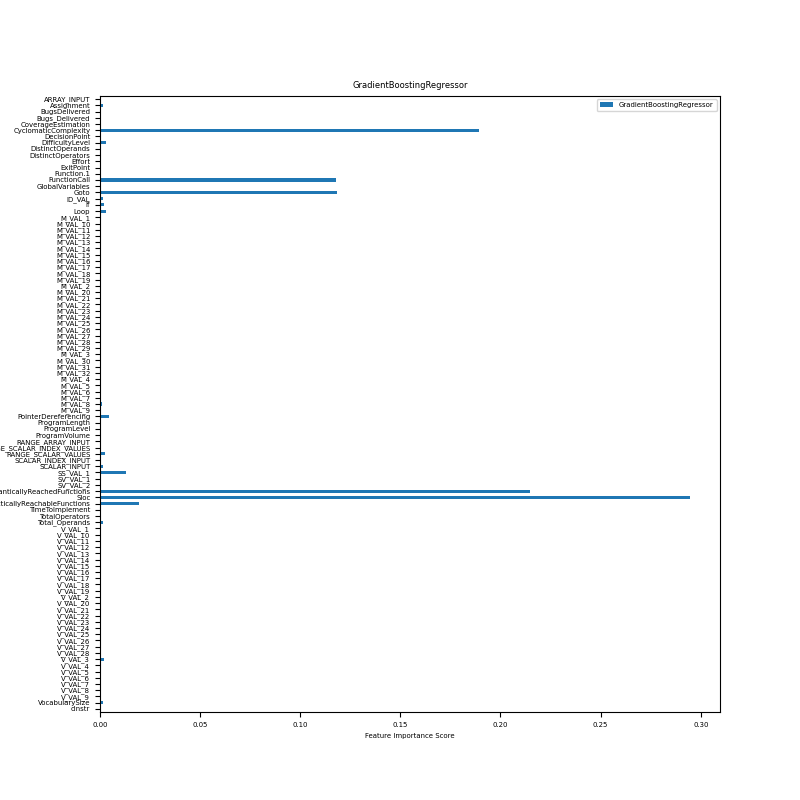 GradientBoostingRegressor
GradientBoostingRegressor
ARRAY_INPUT
Assignment
BugsDelivered
Bugs_Delivered
CoverageEstimation
CyclomaticComplexity
DecisionPoint
DifficultyLevel
DistinctOperands
DistinctOperators
Effort
ExitPoint
Function.1
FunctionCall
GlobalVariables
Goto
ID_VAL
If
Loop
M_VAL_1
M_VAL_10
M_VAL_11
M_VAL_12
M_VAL_13
M_VAL_14
M_VAL_15
M_VAL_16
M_VAL_17
M_VAL_18
M_VAL_19
M_VAL_2
M_VAL_20
M_VAL_21
M_VAL_22
M_VAL_23
M_VAL_24
M_VAL_25
M_VAL_26
M_VAL_27
M_VAL_28
M_VAL_29
M_VAL_3
M_VAL_30
M_VAL_31
M_VAL_32
M_VAL_4
M_VAL_5
M_VAL_6
M_VAL_7
M_VAL_8
M_VAL_9
PointerDereferencing
ProgramLength
ProgramLevel
ProgramVolume
RANGE_ARRAY_INPUT
E_SCALAR_INDEX_VALUES
RANGE_SCALAR_VALUES
SCALAR_INDEX_INPUT
SCALAR_INPUT
SS_VAL_1
SV_VAL_1
SV_VAL_2
anticallyReachedFunctions
Sloc
ticallyReachableFunctions
TimeToImplement
TotalOperators
Total_Operands
V_VAL_1
V_VAL_10
V_VAL_11
V_VAL_12
V_VAL_13
V_VAL_14
V_VAL_15
V_VAL_16
V_VAL_17
V_VAL_18
V_VAL_19
V_VAL_2
V_VAL_20
V_VAL_21
V_VAL_22
V_VAL_23
V_VAL_24
V_VAL_25
V_VAL_26
V_VAL_27
V_VAL_28
V_VAL_3
V_VAL_4
V_VAL_5
V_VAL_6
V_VAL_7
V_VAL_8
V_VAL_9
VocabularySize
cinstr
0.00 0.05 0.10 0.15 0.20 0.25 0.30
Feature Importance Score